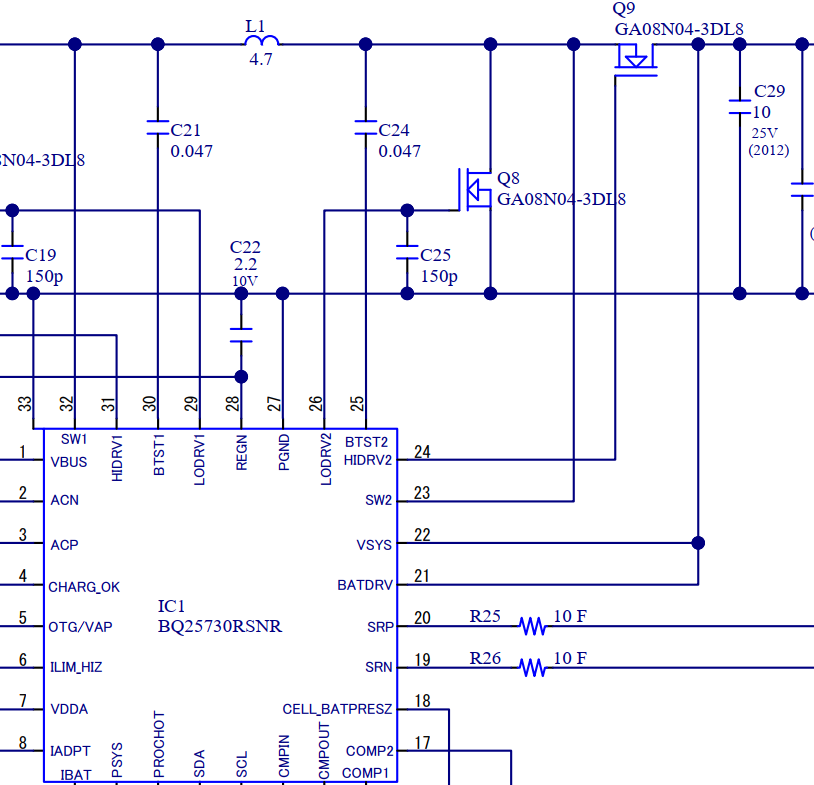 Q9
GA08N04-3DL8
L1
4.7
C29
10
25V
(2012)
C21
0.047
C24
0.047
8N04-3DL8
Q8
GA08N04-3DL8
C19
150p
C22
2.2
10V
C25
150p
(
33
32
31
30
29
28
27
26
25
SW1
HIDRV1
BTST1
LODRV1
REGN
PGND
LODRV2
BTST2
1
VBUS
HIDRV2
24
2
ACN
SW2
23
3
ACP
VSYS
22
4
CHARG_OK
BATDRV
21
IC1
BQ25730RSNR
5
OTG/VAP
SRP
20
R25
10 F
6
ILIM_HIZ
SRN
19
R26
10 F
7
VDDA
CELL_BATPRESZ
18
8
IADPT
COMP2
17
IBAT
PSYS
PROCHOT
SDA
SCL
CMPIN
CMPOUT
COMP1